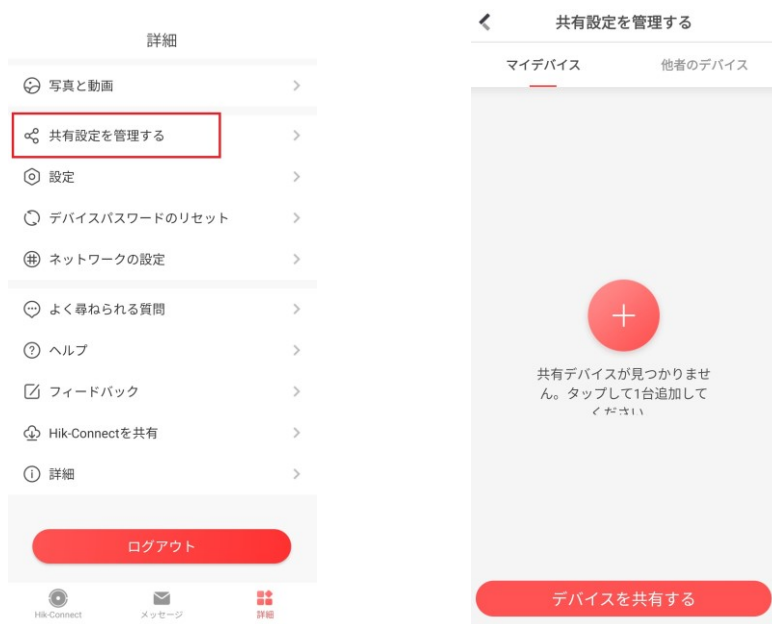 詳細
写真と動画
共有設定を管理する
設定
デバイスパスワードのリセット
ネットワークの設定
よく尋ねられる質問
ヘルプ
フィードバック
Hik-Connectを共有
詳細
ログアウト
Hik-Connect
メッセージ
詳細
共有設定を管理する
マイデバイス
他者のデバイス
共有デバイスが見つかりませ
ん。タップして1台追加して
ください
デバイスを共有する